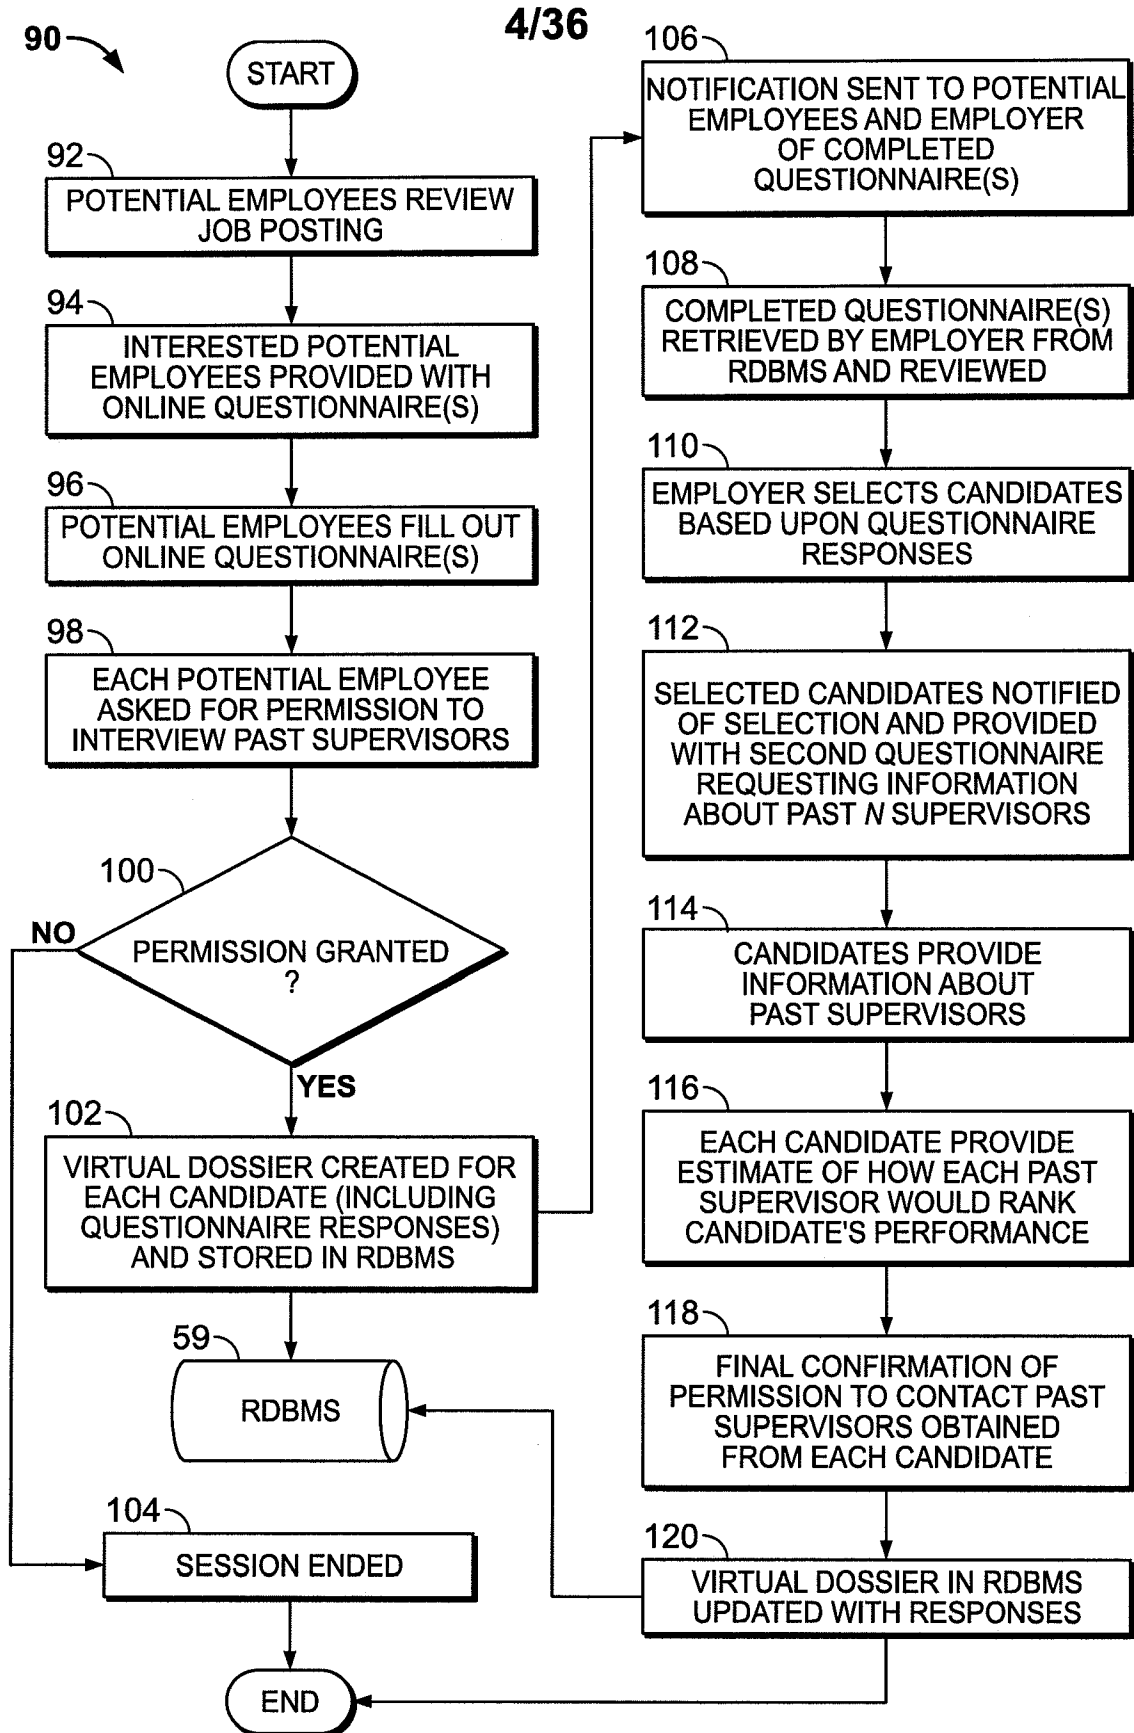 4/36
90
START
92
POTENTIAL EMPLOYEES REVIEW
JOB POSTING
94
INTERESTED POTENTIAL
EMPLOYEES PROVIDED WITH
ONLINE QUESTIONNAIRE(S)
96
POTENTIAL EMPLOYEES FILL OUT
ONLINE QUESTIONNAIRE(S)
98
EACH POTENTIAL EMPLOYEE
ASKED FOR PERMISSION TO
INTERVIEW PAST SUPERVISORS
100
NO
PERMISSION GRANTED
?
YES
102
VIRTUAL DOSSIER CREATED FOR
EACH CANDIDATE (INCLUDING
QUESTIONNAIRE RESPONSES)
AND STORED IN RDBMS
59
RDBMS
104
SESSION ENDED
END
106
NOTIFICATION SENT TO POTENTIAL
EMPLOYEES AND EMPLOYER
OF COMPLETED
QUESTIONNAIRE(S)
108
COMPLETED QUESTIONNAIRE(S)
RETRIEVED BY EMPLOYER FROM
RDBMS AND REVIEWED
110
EMPLOYER SELECTS CANDIDATES
BASED UPON QUESTIONNAIRE
RESPONSES
112
SELECTED CANDIDATES NOTIFIED
OF SELECTION AND PROVIDED
WITH SECOND QUESTIONNAIRE
REQUESTING INFORMATION
ABOUT PAST N SUPERVISORS
114
CANDIDATES PROVIDE
INFORMATION ABOUT
PAST SUPERVISORS
116
EACH CANDIDATE PROVIDE
ESTIMATE OF HOW EACH PAST
SUPERVISOR WOULD RANK
CANDIDATE'S PERFORMANCE
118
FINAL CONFIRMATION OF
PERMISSION TO CONTACT PAST
SUPERVISORS OBTAINED
FROM EACH CANDIDATE
120
VIRTUAL DOSSIER IN RDBMS
UPDATED WITH RESPONSES